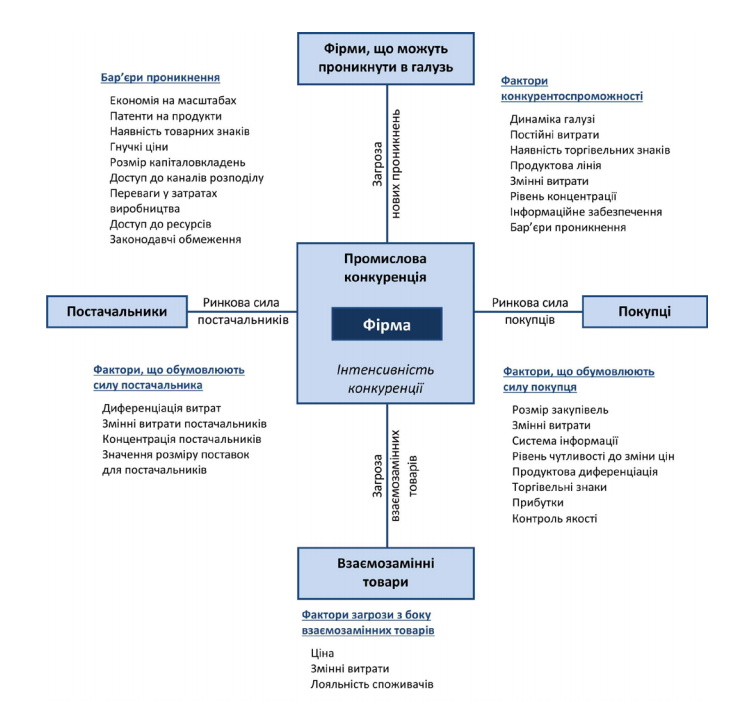 Фірми, що можуть
проникнути в галузь
Бар’єри проникнення
Економія на масштабах
Патенти на продукти
Наявність товарних знаків
Гнучкі ціни
Розмір капіталовкладень
Доступ до каналів розподілу
Переваги у затратах
виробництва
Доступ до ресурсів
Законодавчі обмеження
Загроза
нових проникнень
Фактори
конкурентоспроможності
Динаміка галузі
Постійні витрати
Наявність торгівельних знаків
Продуктова лінія
Змінні витрати
Рівень концентрації
Інформаційне забезпечення
Бар’єри проникнення
Постачальники
Ринкова сила
постачальників
Промислова
конкуренція
Фірма
Інтенсивність
конкуренції
Ринкова сила
покупців
Покупці
Фактори, що обумовлюють
силу постачальника
Диференціація витрат
Змінні витрати постачальників
Концентрація постачальників
Значення розміру поставок
для постачальників
Загроза
взаємозамінних
товарів
Фактори, що обумовлюють
силу покупця
Розмір закупівель
Змінні витрати
Система інформації
Рівень чутливості до зміни цін
Продуктова диференціація
Торгівельні знаки
Прибутки
Контроль якості
Взаємозамінні
товари
Фактори загрози з боку
взаємозамінних товарів
Ціна
Змінні витрати
Лояльність споживачів